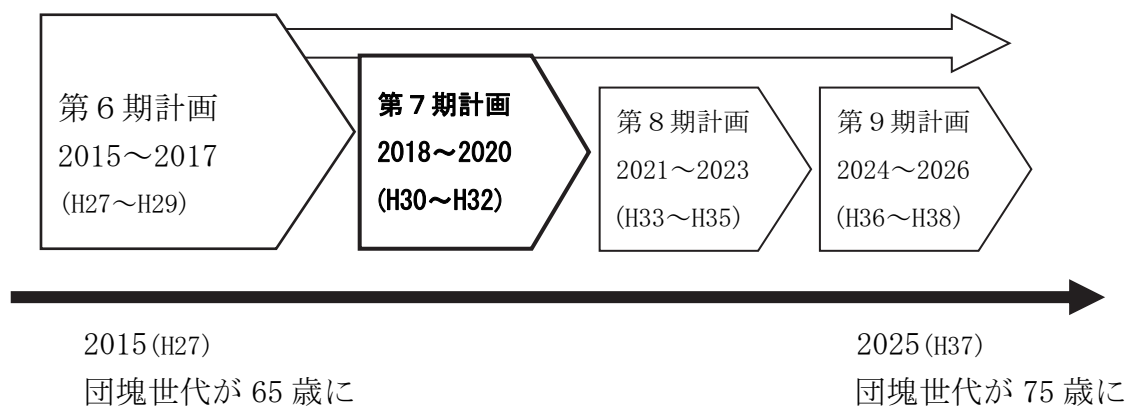 第６期計画
2015～2017
(H27～H29)
第７期計画
2018～2020
(H30～H32)
第８期計画
2021～2023
(H33～H35)
第９期計画
2024～2026
(H36～H38)
2015(H27)
団塊世代が 65 歳に
2025(H37)
団塊世代が 75 歳に